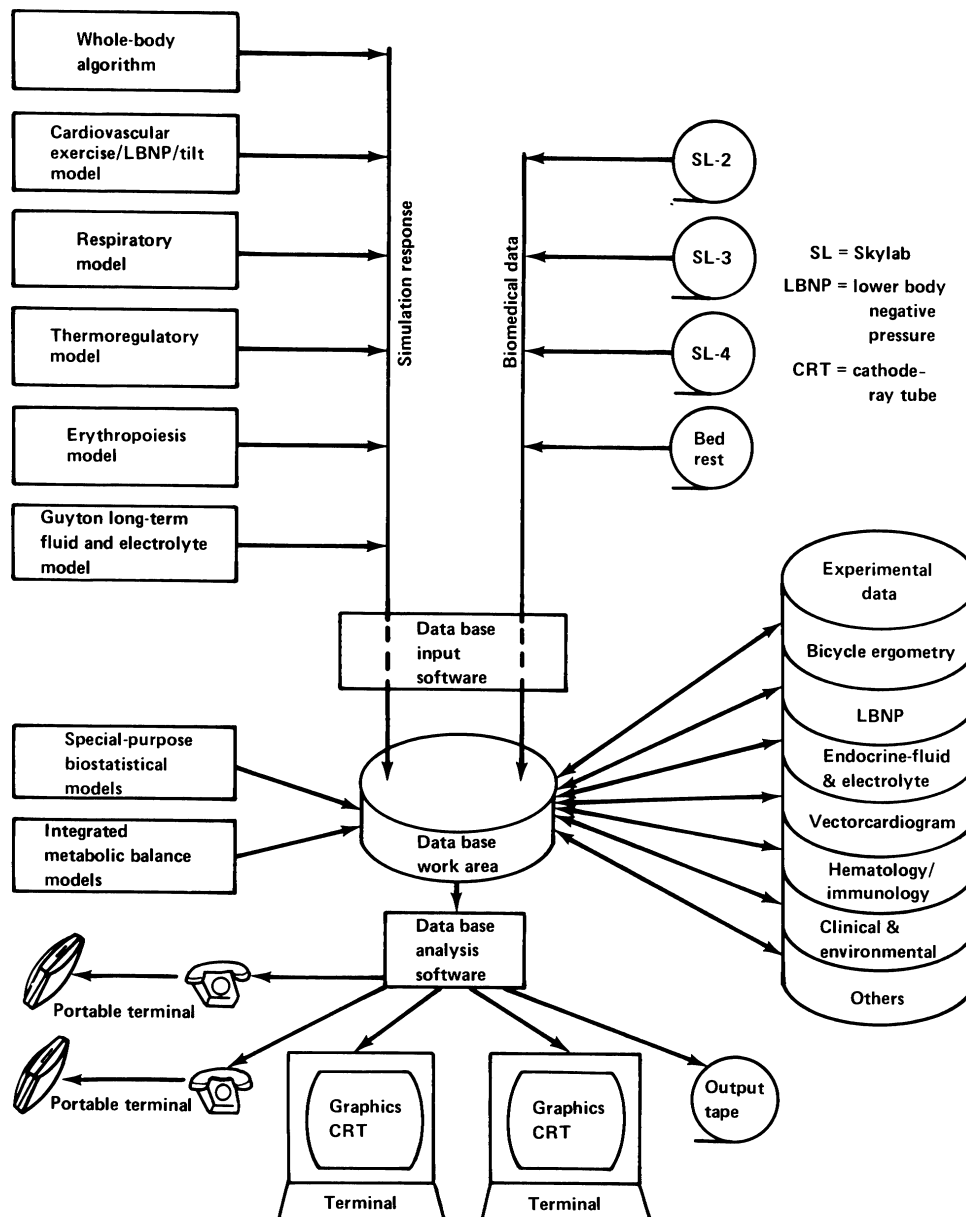 Whole-body
algorithm
Cardiovascular
exercise/LBNP/tilt
model
Respiratory
model
Thermoregulatory
model
Erythropoiesis
model
Guyton long-term
fluid and electrolyte
model
Simulation response
Biomedical data
SL-2
SL-3
SL-4
Bed
rest
SL = Skylab
LBNP = lower body
negative
pressure
CRT = cathode-
ray tube
Data base
input
software
Experimental
data
Bicycle ergometry
LBNP
Endocrine-fluid
& electrolyte
Vectorcardiogram
Hematology/
immunology
Clinical &
environmental
Others
Special-purpose
biostatistical
models
Integrated
metabolic balance
models
Data base
work area
Data base
analysis
software
Portable terminal
Portable terminal
Graphics
CRT
Terminal
Graphics
CRT
Terminal
Output
tape